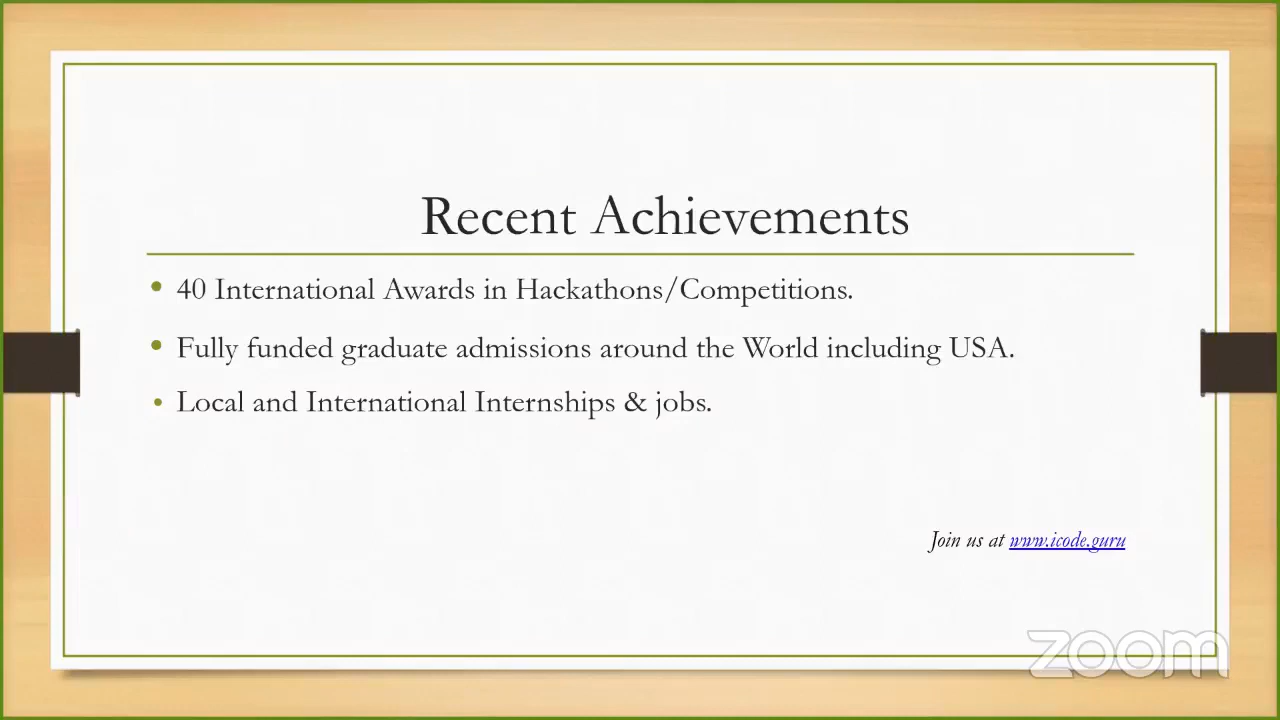 Recent Achievements
• 40 International Awards in Hackathons/Competitions.
• Fully funded graduate admissions around the World including USA.
• Local and International Internships & jobs.
Join us at www.icode.guru
zoom